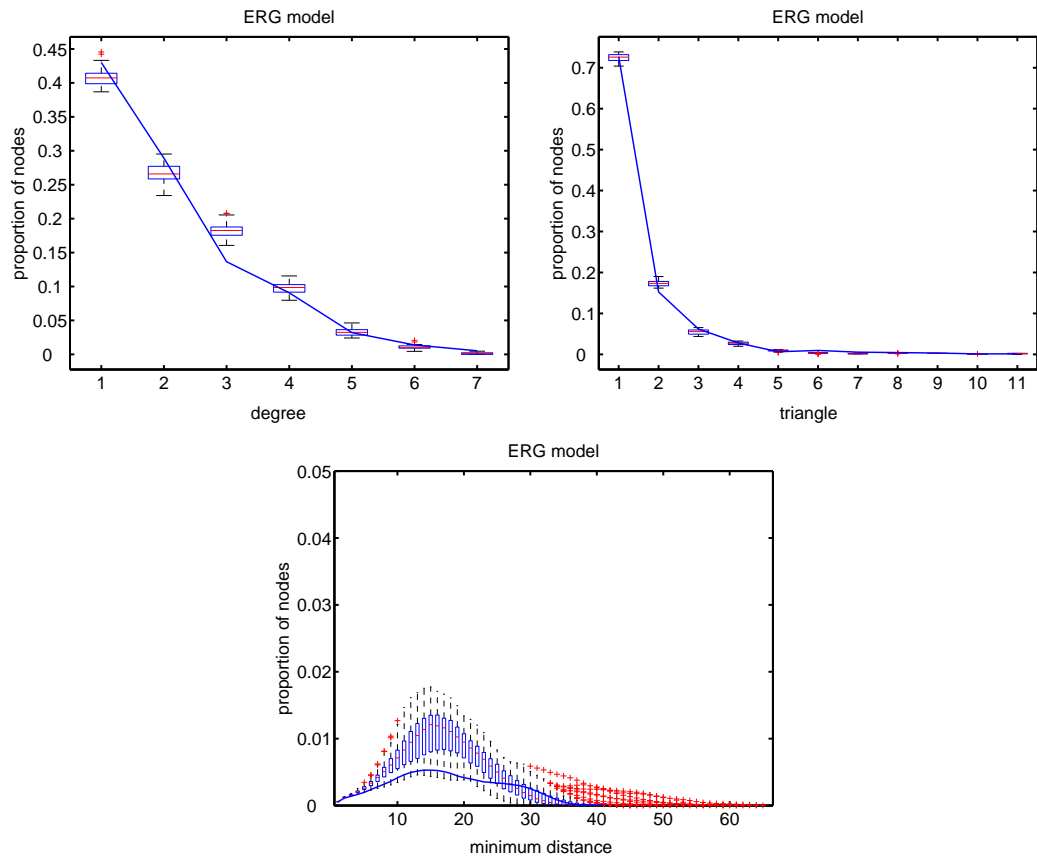 ERG model
0.45
0.4
0.35
0.3
0.25
0.2
0.15
0.1
0.05
0
proportion of nodes
1 2 3 4 5 6 7
degree
ERG model
0.7
0.6
0.5
0.4
0.3
0.2
0.1
0
proportion of nodes
1 2 3 4 5 6 7 8 9 10 11
triangle
ERG model
0.05
0.04
0.03
0.02
0.01
0
proportion of nodes
10 20 30 40 50 60
minimum distance